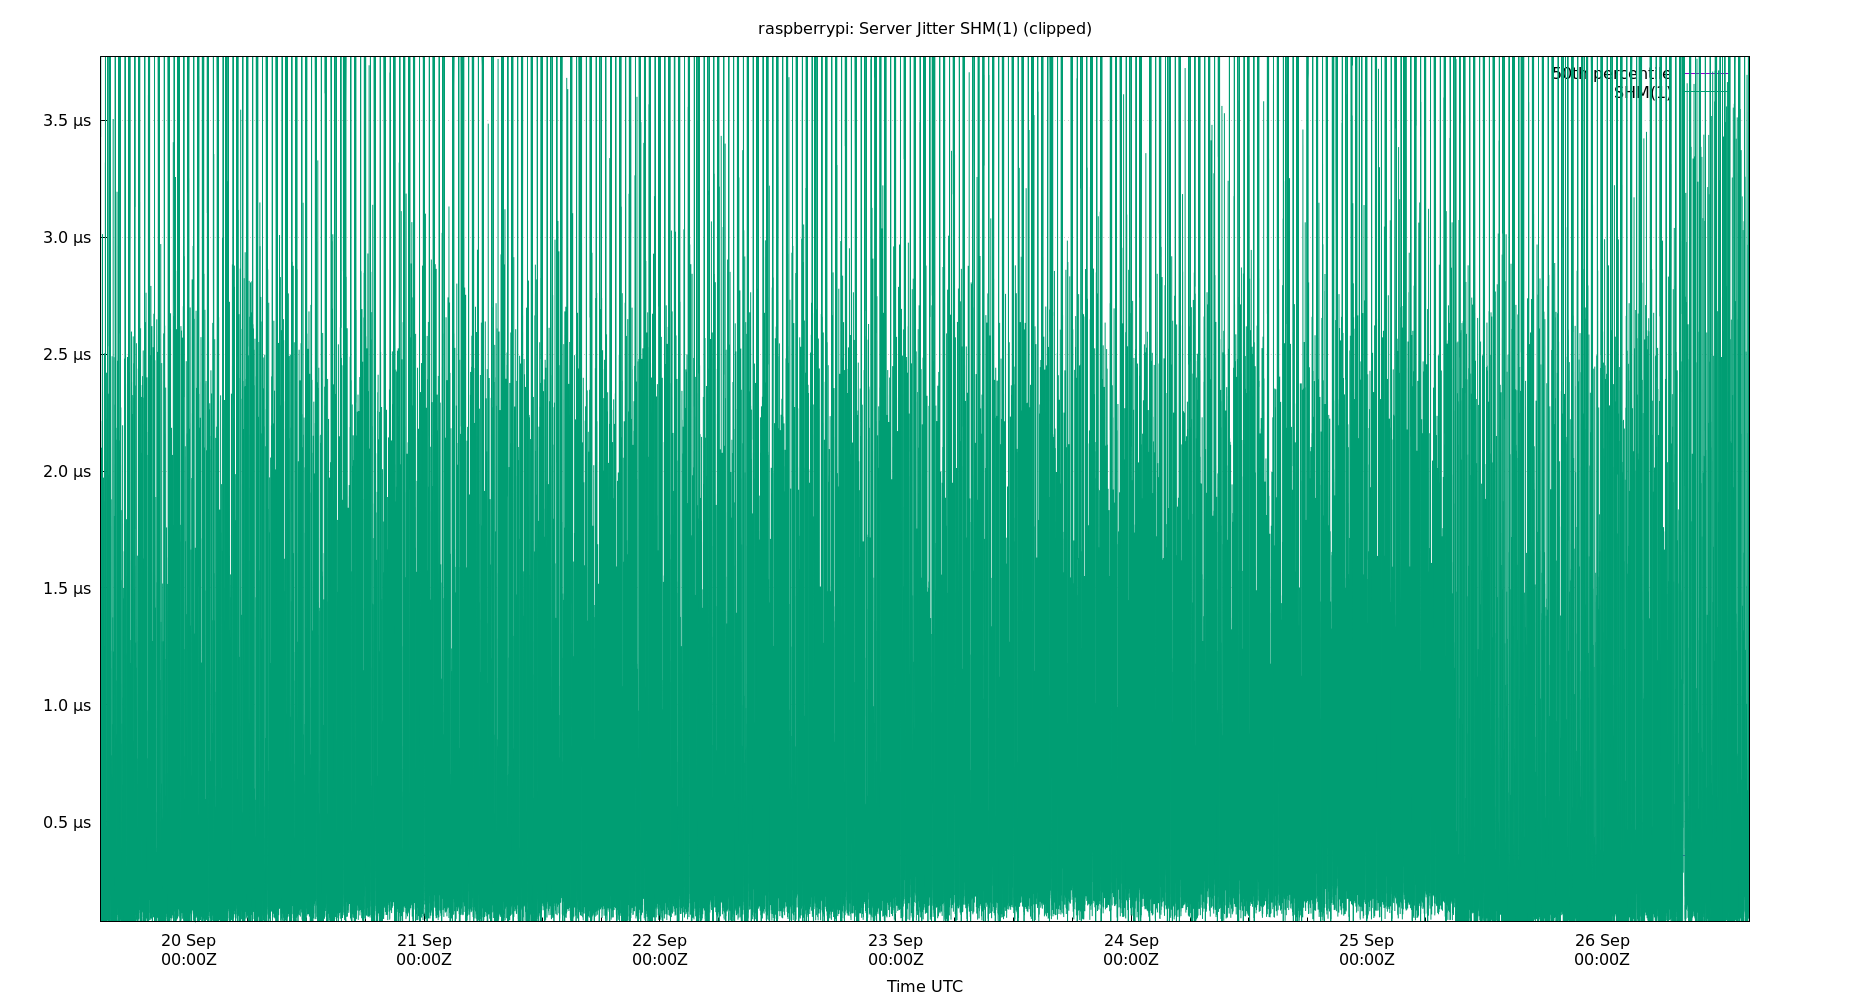 raspberrypi: Server Jitter SHM(1) (clipped)
50th percentile
SHM(1)
3.5 µs
3.0 µs
2.5 µs
2.0 µs
1.5 µs
1.0 µs
0.5 µs
20 Sep 21 Sep 22 Sep 23 Sep 24 Sep 25 Sep 26 Sep
00:00Z 00:00Z 00:00Z 00:00Z 00:00Z 00:00Z 00:00Z
Time UTC